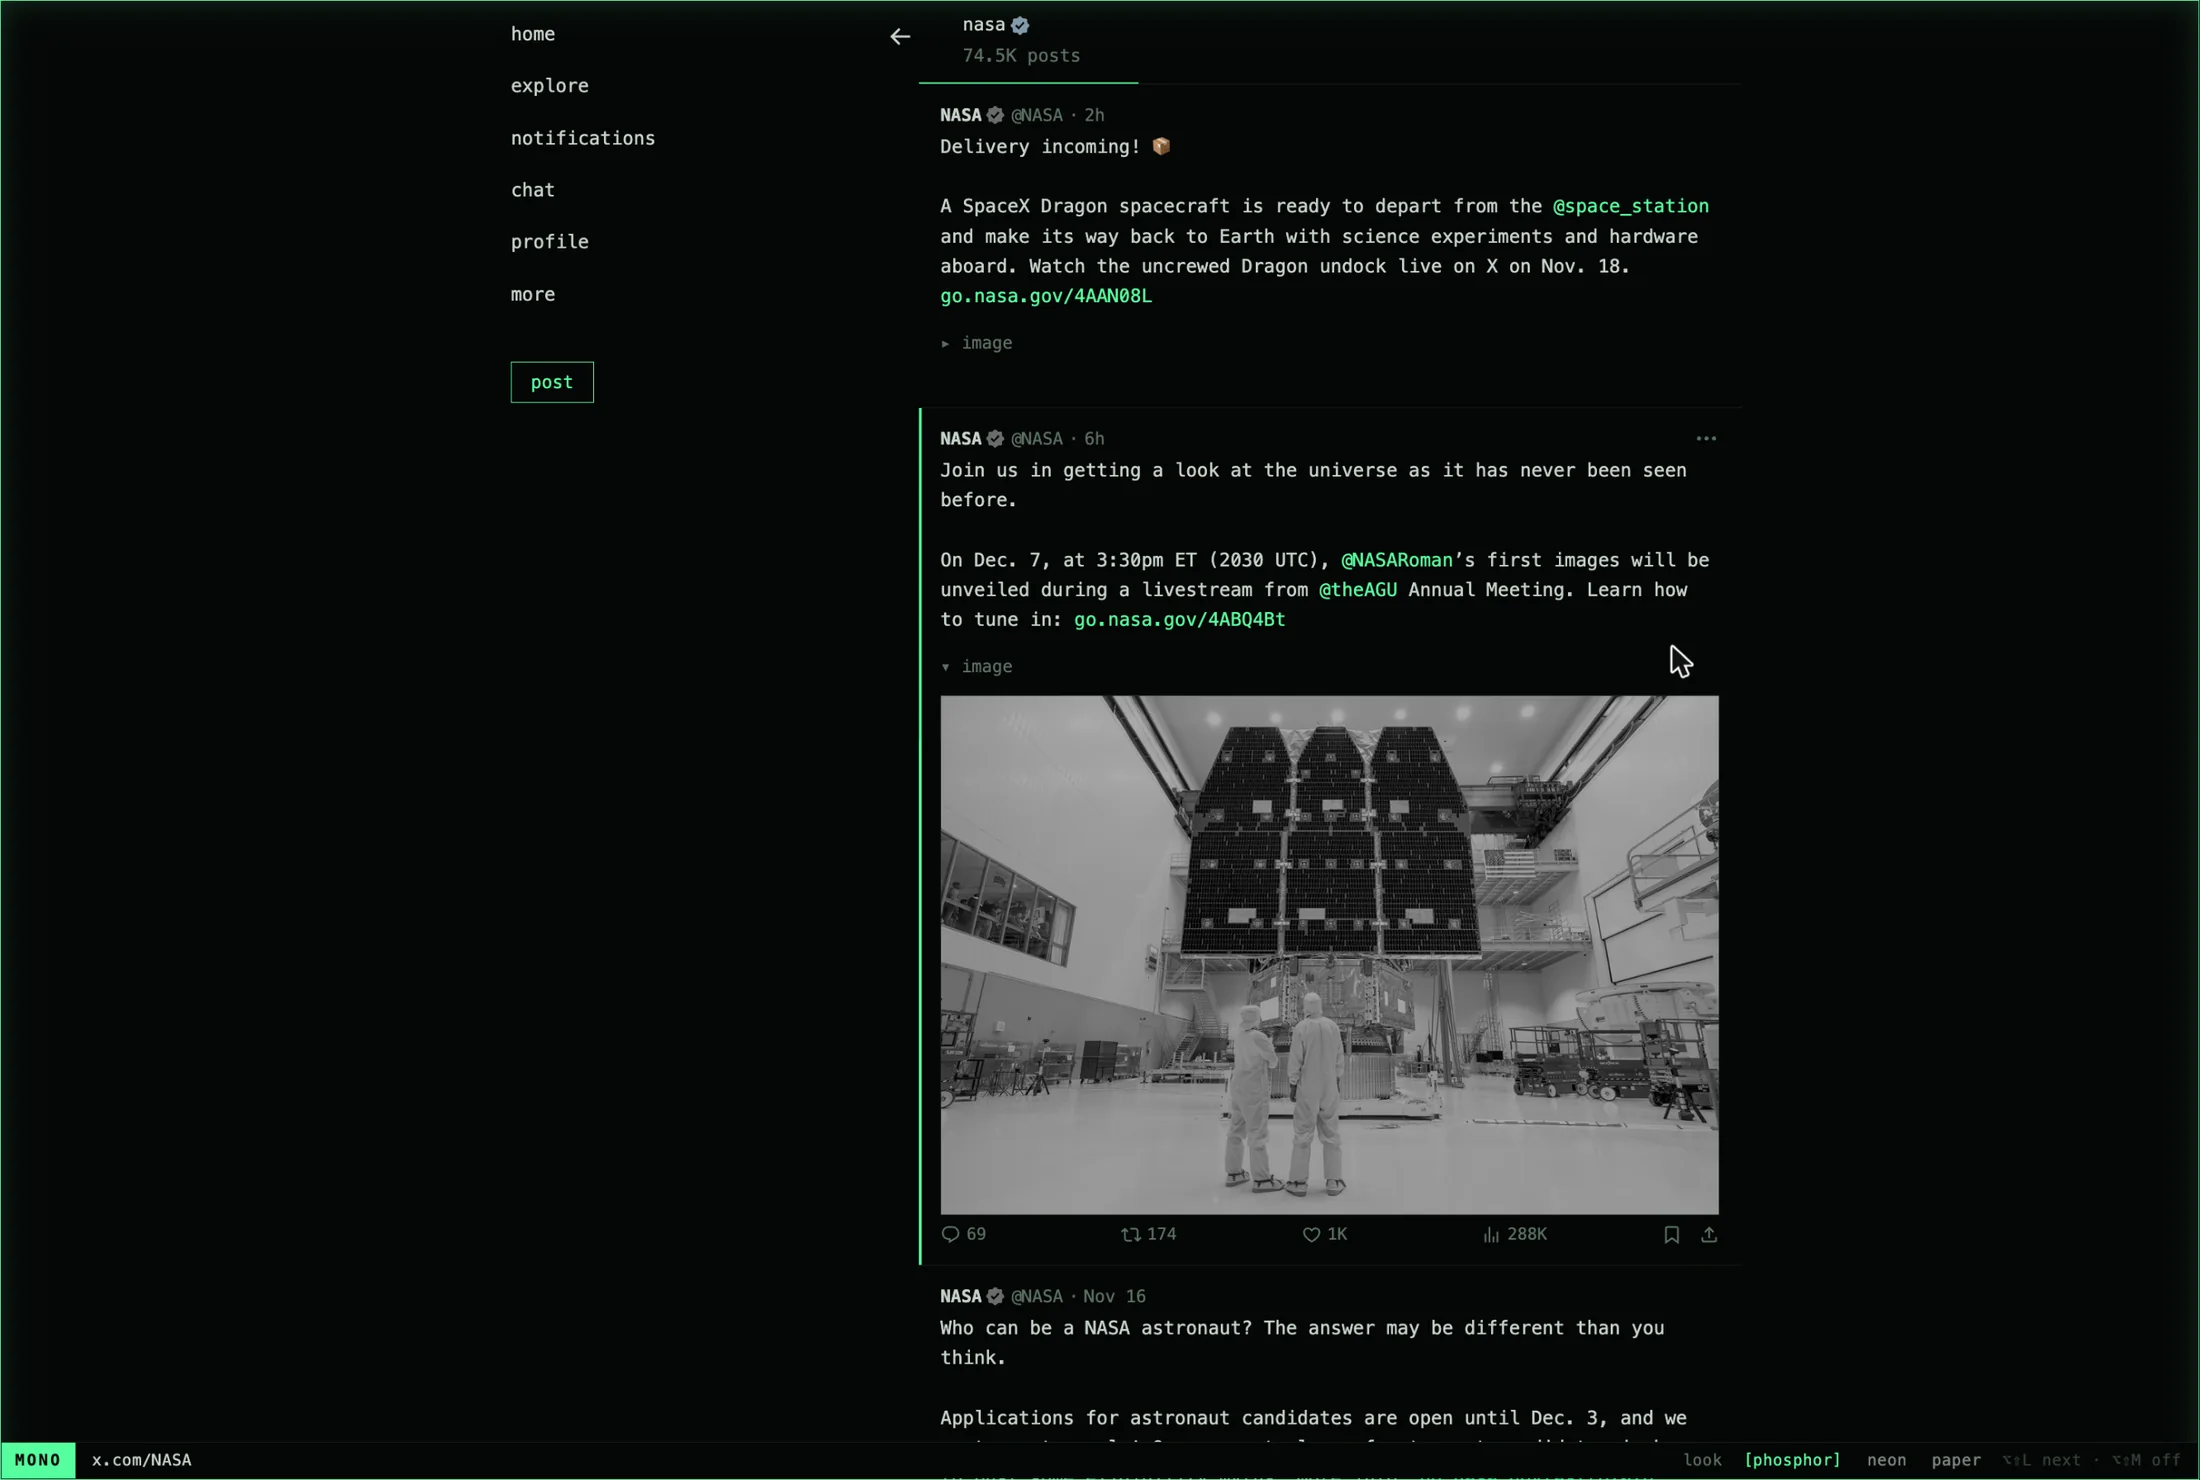 home
explore
notifications
chat
profile
more
post
nasa
74.5K posts
NASA @NASA · 2h
Delivery incoming! 📦
A SpaceX Dragon spacecraft is ready to depart from the @space_station
and make its way back to Earth with science experiments and hardware
aboard. Watch the uncrewed Dragon undock live on X on Nov. 18.
go.nasa.gov/4AAN08L
▸ image
NASA @NASA · 6h
Join us in getting a look at the universe as it has never been seen
before.
On Dec. 7, at 3:30pm ET (2030 UTC), @NASARoman’s first images will be
unveiled during a livestream from @theAGU Annual Meeting. Learn how
to tune in: go.nasa.gov/4ABQ4Bt
▾ image
69 174 1K 288K
NASA @NASA · Nov 16
Who can be a NASA astronaut? The answer may be different than you
think.
Applications for astronaut candidates are open until Dec. 3, and we
MONO x.com/NASA look [phosphor] neon paper ⌥⇧L next · ⌥⇧M off